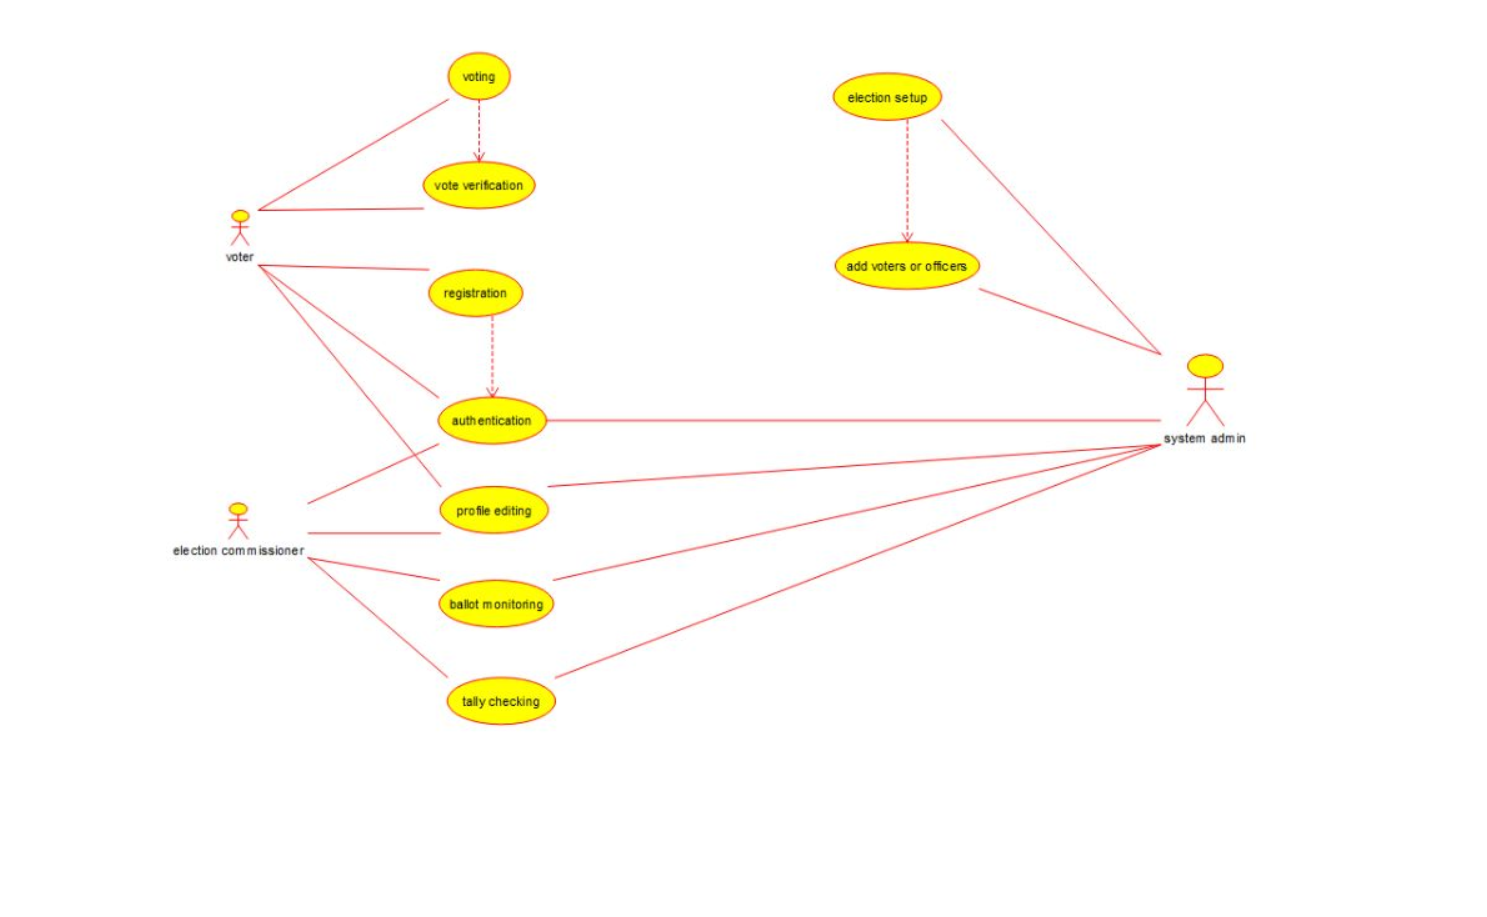 voting
election setup
vote verification
voter
add voters or officers
registration
authentication
system admin
profile editing
election commissioner
ballot monitoring
tally checking